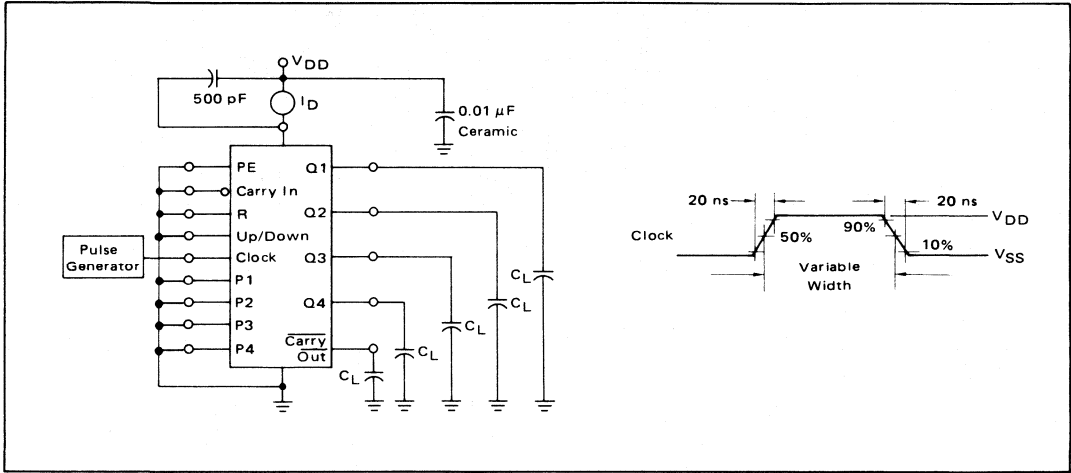 VDD
500 pF
ID
0.01 µF
Ceramic
PE
Q1
Carry In
R
Q2
Up/Down
Pulse
Generator
Clock
Q3
P1
P2
Q4
P3
P4
Carry
Out
CL
CL
CL
CL
CL
20 ns
20 ns
VDD
Clock
50%
90%
10%
VSS
Variable
Width